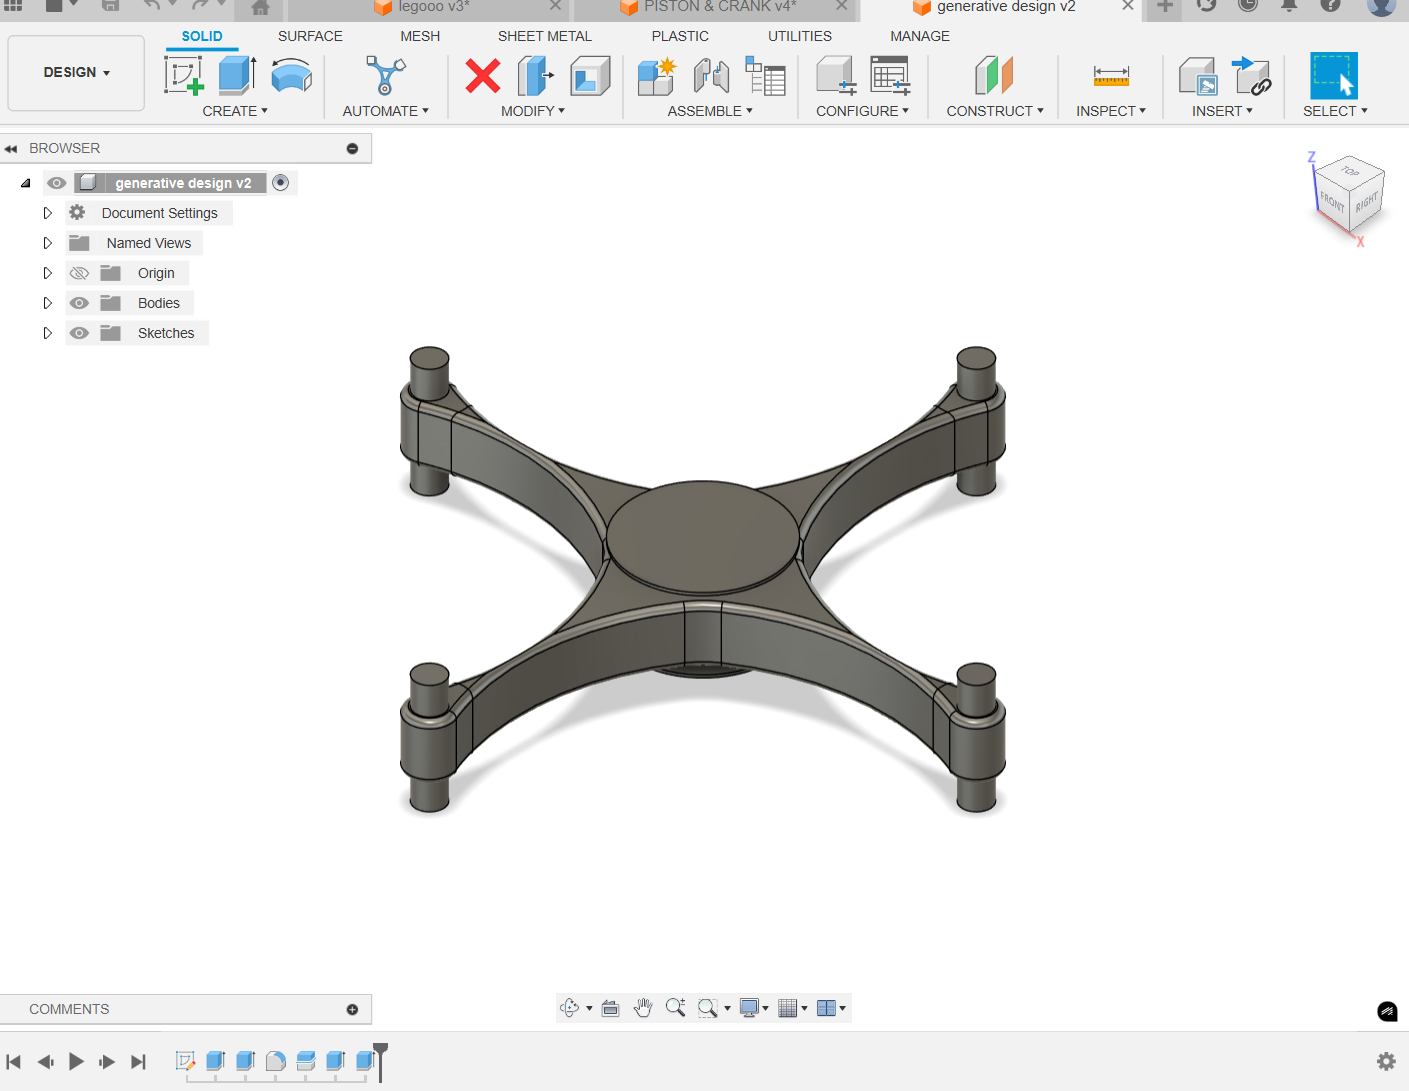 legooo v3*
PISTON & CRANK v4*
generative design v2
DESIGN
SOLID
SURFACE
MESH
SHEET METAL
PLASTIC
UTILITIES
MANAGE
CREATE
AUTOMATE
MODIFY
ASSEMBLE
CONFIGURE
CONSTRUCT
INSPECT
INSERT
SELECT
BROWSER
generative design v2
Document Settings
Named Views
Origin
Bodies
Sketches
Z
TOP
FRONT
RIGHT
X
COMMENTS